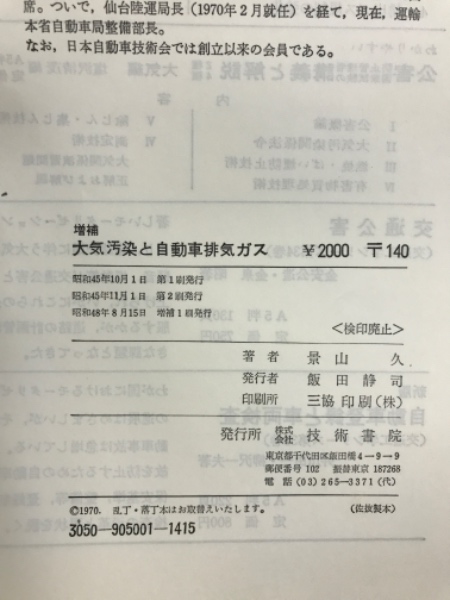 席。ついで，仙台陸運局長（1970年2月就任）を経て，現在，運輸
本省自動車局整備部長。
なお，日本自動車技術会では創立以来の会員である。
増補
大気汚染と自動車排気ガス ￥2000 〒140
昭和45年10月1日 第1刷発行
昭和45年11月1日 第2刷発行
昭和48年8月15日 増補1刷発行
＜検印廃止＞
著者 景山 久
発行者 飯田静司
印刷所 三協印刷（株）
発行所 株式会社 技術書院
東京都千代田区飯田橋4-9-9
郵便番号 102 振替東京 187268
電話（03）265-3371（代）
©1970. 乱丁・落丁本はお取替えいたします。 （佐抜製本）
3050-905001-1415